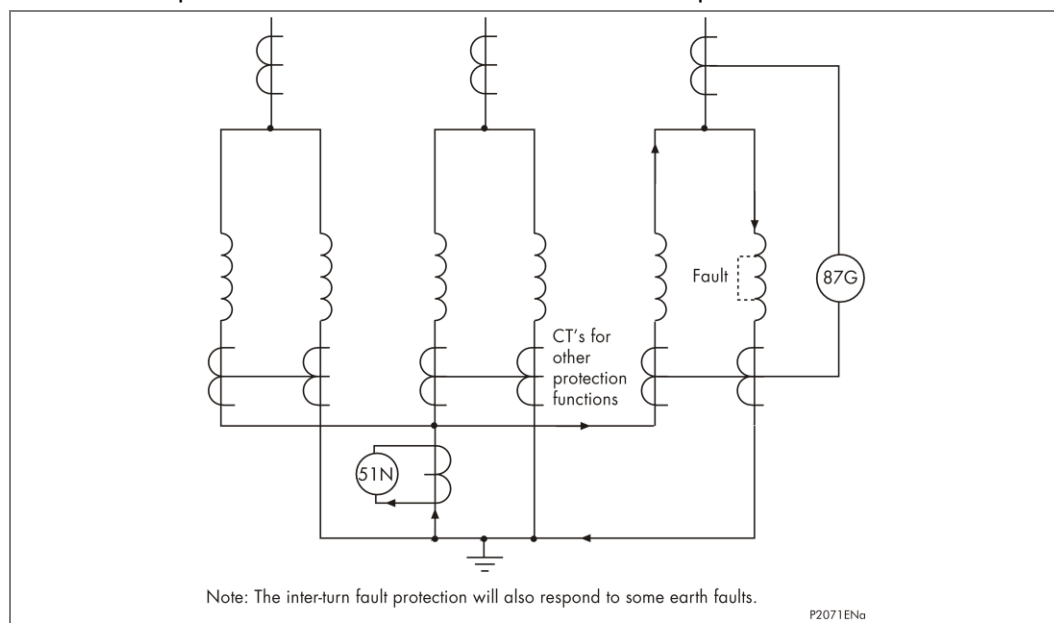 Fault
87G
CT's for
other
protection
functions
51N
Note: The inter-turn fault protection will also respond to some earth faults.
P2071ENa